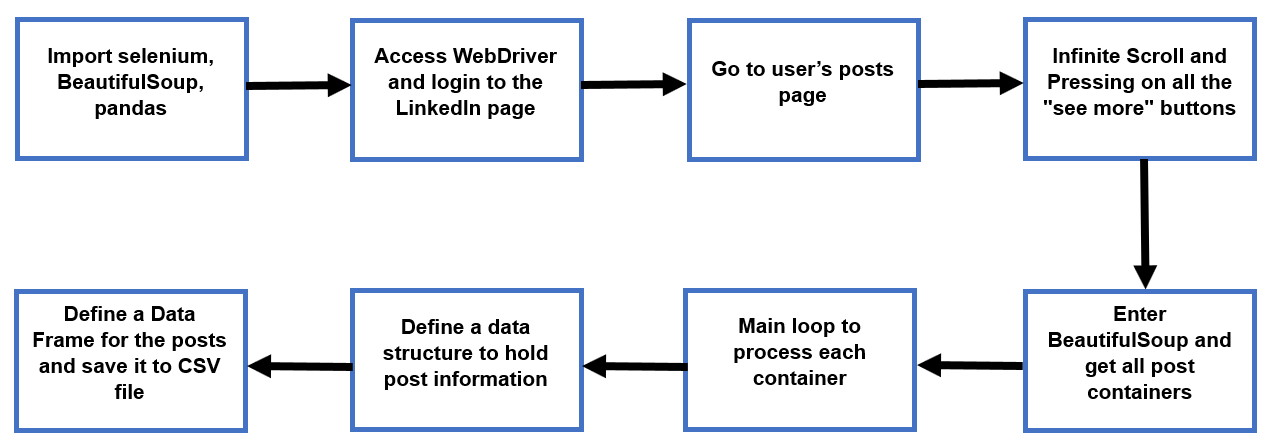 Import selenium,
BeautifulSoup,
pandas
Access WebDriver
and login to the
LinkedIn page
Go to user’s posts
page
Infinite Scroll and
Pressing on all the
"see more" buttons
Enter
BeautifulSoup and
get all post
containers
Main loop to
process each
container
Define a data
structure to hold
post information
Define a Data
Frame for the posts
and save it to CSV
file